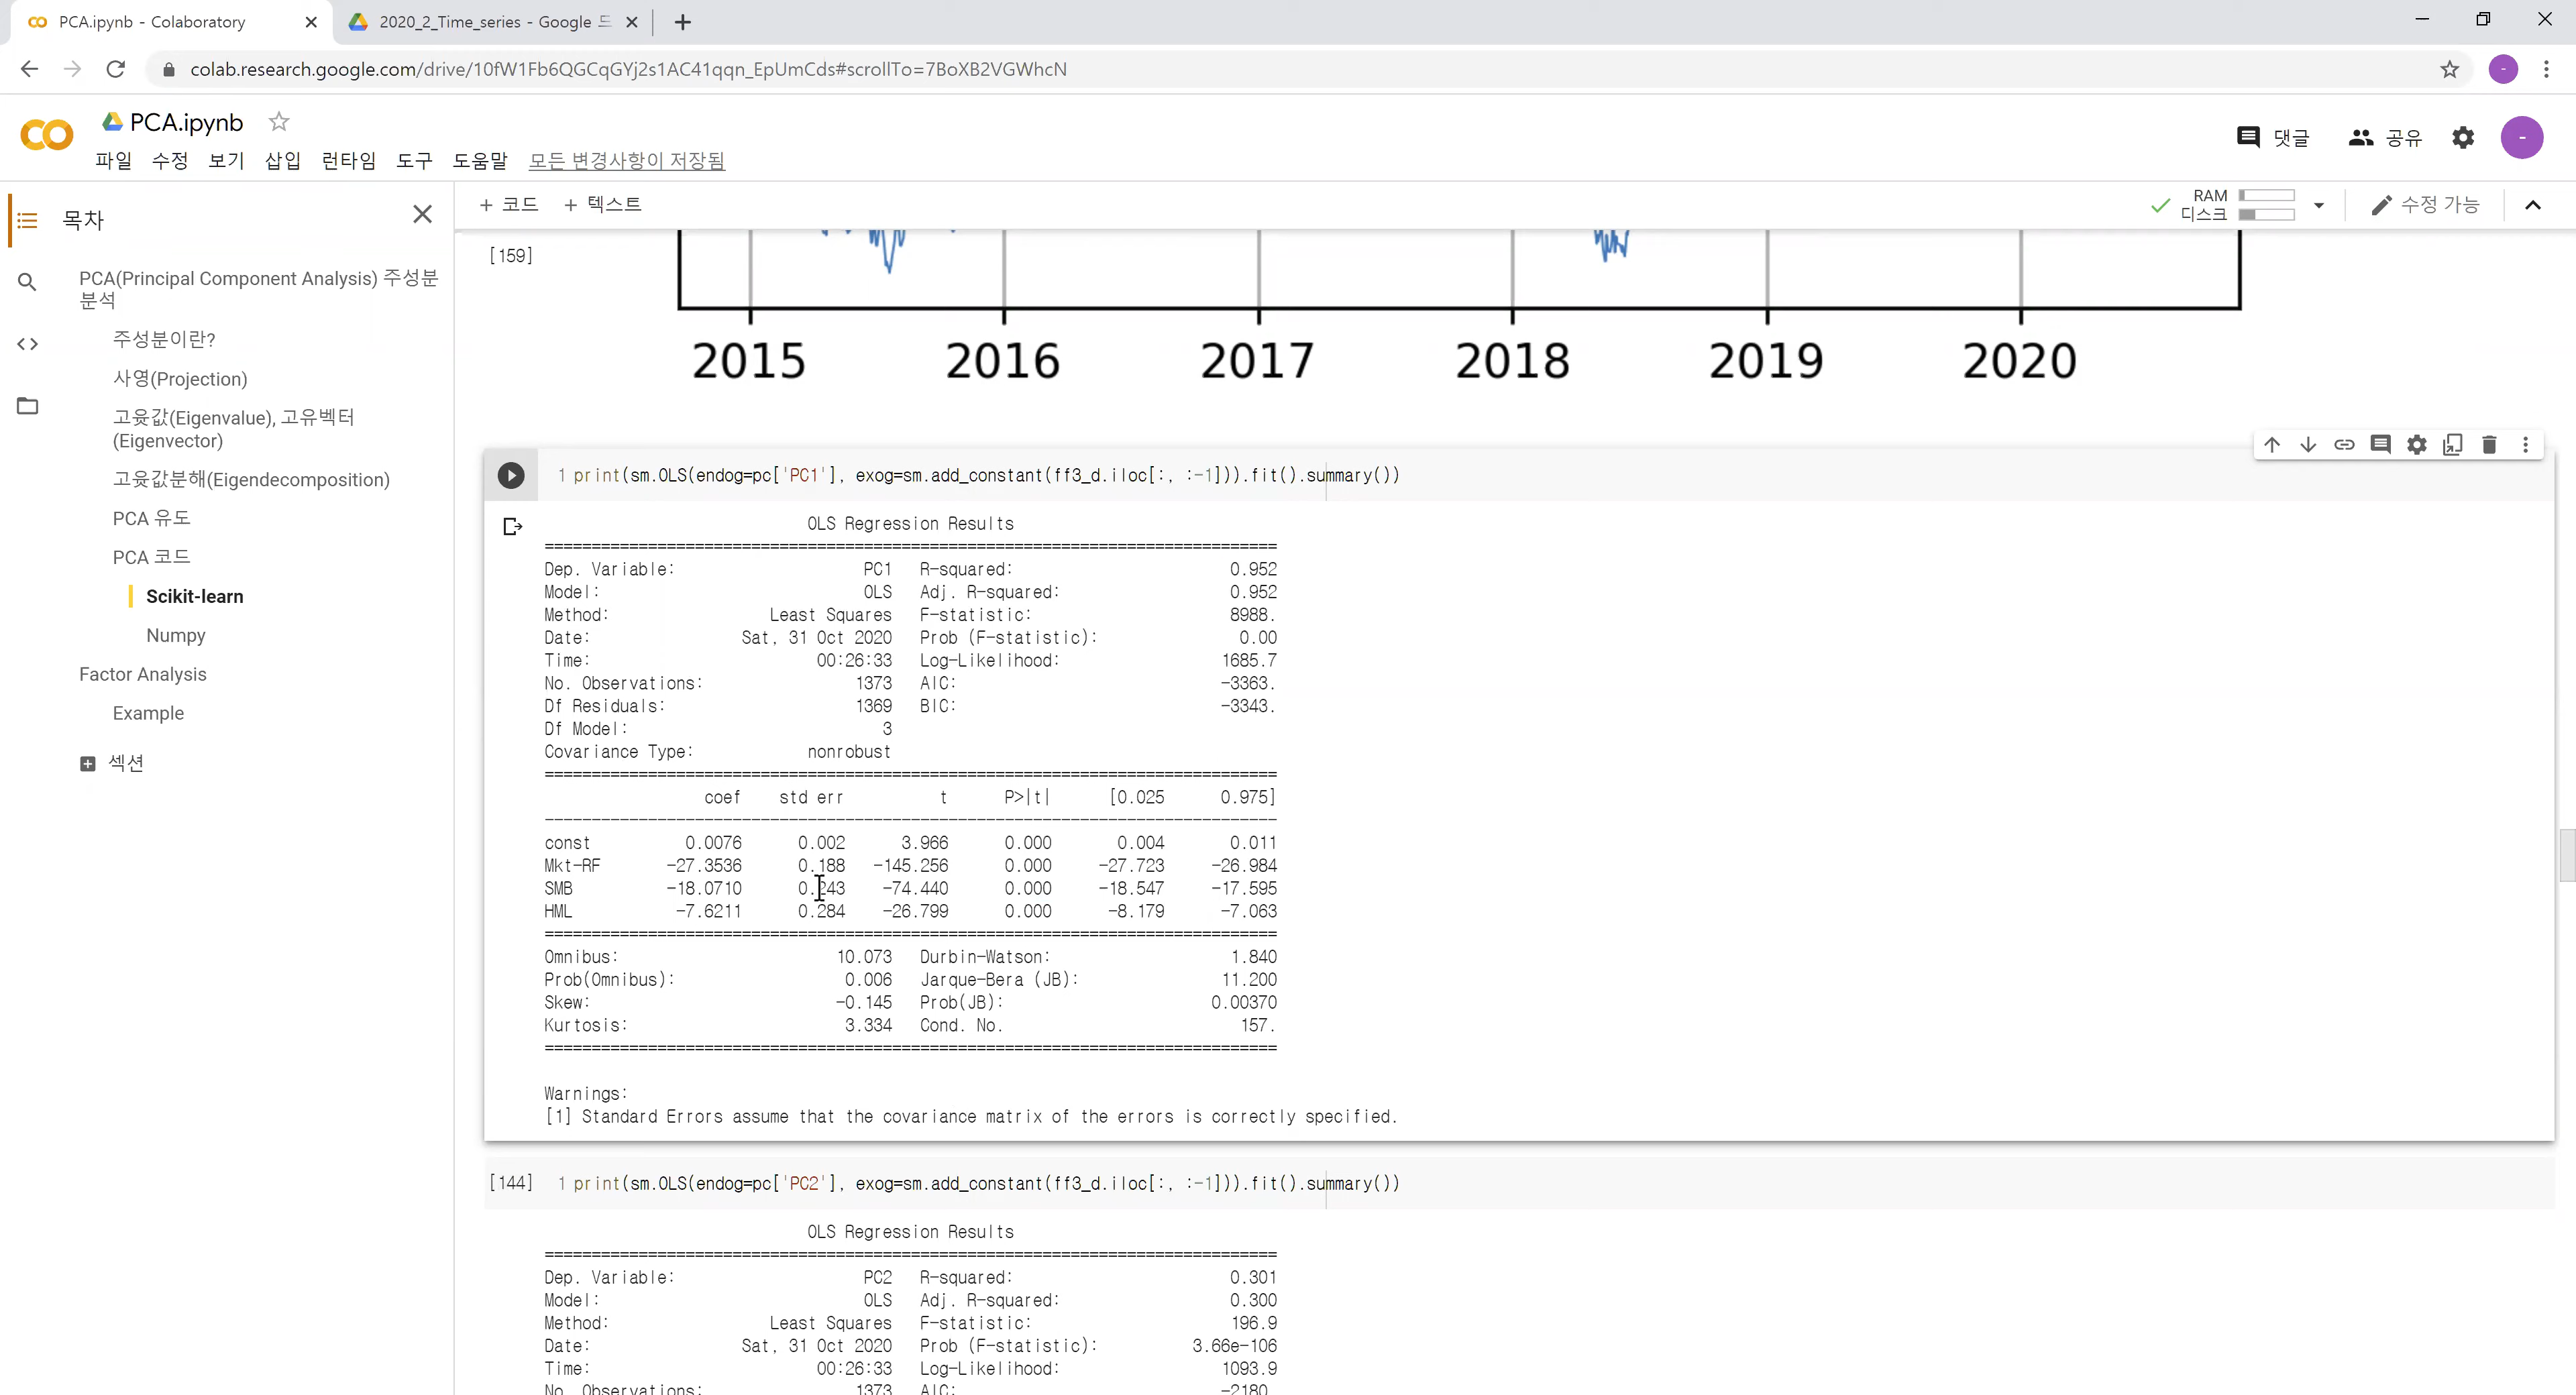 PCA.ipynb - Colaboratory
2020_2_Time_series - Google 드
colab.research.google.com/drive/10fW1Fb6QGCqGYj2s1AC41qqn_EpUmCds#scrollTo=7BoXB2VGWhcN
PCA.ipynb
파일 수정 보기 삽입 런타임 도구 도움말 모든 변경사항이 저장됨
댓글 공유
목차
+ 코드 + 텍스트
RAM
디스크
수정 가능
PCA(Principal Component Analysis) 주성분
분석
주성분이란?
사영(Projection)
고윳값(Eigenvalue), 고유벡터
(Eigenvector)
고윳값분해(Eigendecomposition)
PCA 유도
PCA 코드
Scikit-learn
Numpy
Factor Analysis
Example
섹션
[159]
2015 2016 2017 2018 2019 2020
1 print(sm.OLS(endog=pc['PC1'], exog=sm.add_constant(ff3_d.iloc[:, :-1])).fit().summary())
OLS Regression Results
==============================================================================
Dep. Variable: PC1 R-squared: 0.952
Model: OLS Adj. R-squared: 0.952
Method: Least Squares F-statistic: 8988.
Date: Sat, 31 Oct 2020 Prob (F-statistic): 0.00
Time: 00:26:33 Log-Likelihood: 1685.7
No. Observations: 1373 AIC: -3363.
Df Residuals: 1369 BIC: -3343.
Df Model: 3
Covariance Type: nonrobust
==============================================================================
coef std err t P>|t| [0.025 0.975]
------------------------------------------------------------------------------
const 0.0076 0.002 3.966 0.000 0.004 0.011
Mkt-RF -27.3536 0.188 -145.256 0.000 -27.723 -26.984
SMB -18.0710 0.243 -74.440 0.000 -18.547 -17.595
HML -7.6211 0.284 -26.799 0.000 -8.179 -7.063
==============================================================================
Omnibus: 10.073 Durbin-Watson: 1.840
Prob(Omnibus): 0.006 Jarque-Bera (JB): 11.200
Skew: -0.145 Prob(JB): 0.00370
Kurtosis: 3.334 Cond. No. 157.
==============================================================================
Warnings:
[1] Standard Errors assume that the covariance matrix of the errors is correctly specified.
[144] 1 print(sm.OLS(endog=pc['PC2'], exog=sm.add_constant(ff3_d.iloc[:, :-1])).fit().summary())
OLS Regression Results
==============================================================================
Dep. Variable: PC2 R-squared: 0.301
Model: OLS Adj. R-squared: 0.300
Method: Least Squares F-statistic: 196.9
Date: Sat, 31 Oct 2020 Prob (F-statistic): 3.66e-106
Time: 00:26:33 Log-Likelihood: 1093.9
No. Observations: 1373 AIC: -2180.